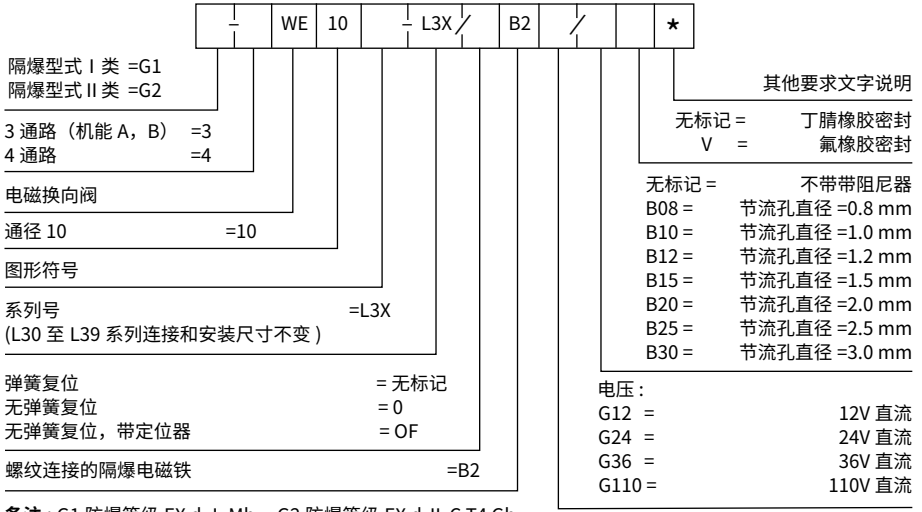 – WE 10 – L3X / B2 / *
隔爆型式 I 类 =G1
隔爆型式 II 类 =G2
3 通路（机能 A，B） =3
4 通路 =4
电磁换向阀
通径 10 =10
图形符号
系列号 =L3X
(L30 至 L39 系列连接和安装尺寸不变 )
弹簧复位 = 无标记
无弹簧复位 = 0
无弹簧复位，带定位器 = OF
螺纹连接的隔爆电磁铁 =B2
其他要求文字说明
无标记 = 丁腈橡胶密封
V = 氟橡胶密封
无标记 = 不带带阻尼器
B08 = 节流孔直径 =0.8 mm
B10 = 节流孔直径 =1.0 mm
B12 = 节流孔直径 =1.2 mm
B15 = 节流孔直径 =1.5 mm
B20 = 节流孔直径 =2.0 mm
B25 = 节流孔直径 =2.5 mm
B30 = 节流孔直径 =3.0 mm
电压 :
G12 = 12V 直流
G24 = 24V 直流
G36 = 36V 直流
G110 = 110V 直流